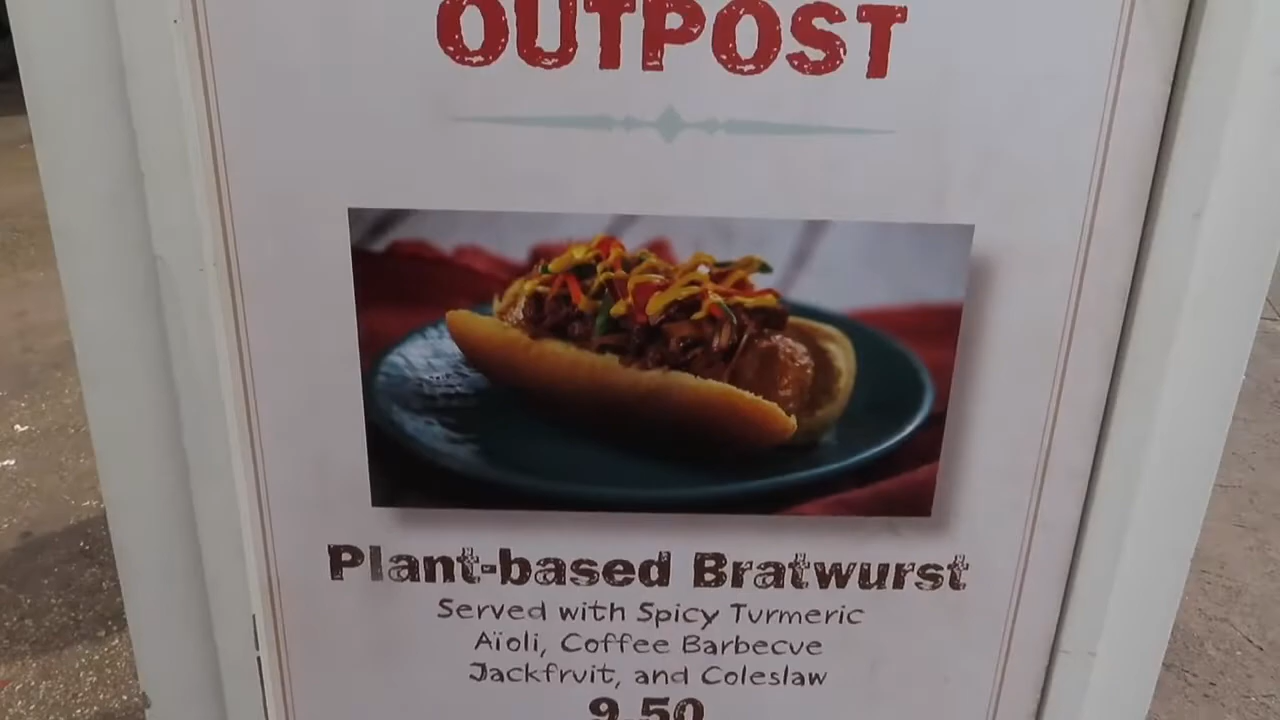 OUTPOST
Plant-based Bratwurst
Served with Spicy Turmeric
Aïoli, Coffee Barbecue
Jackfruit, and Coleslaw
9.50